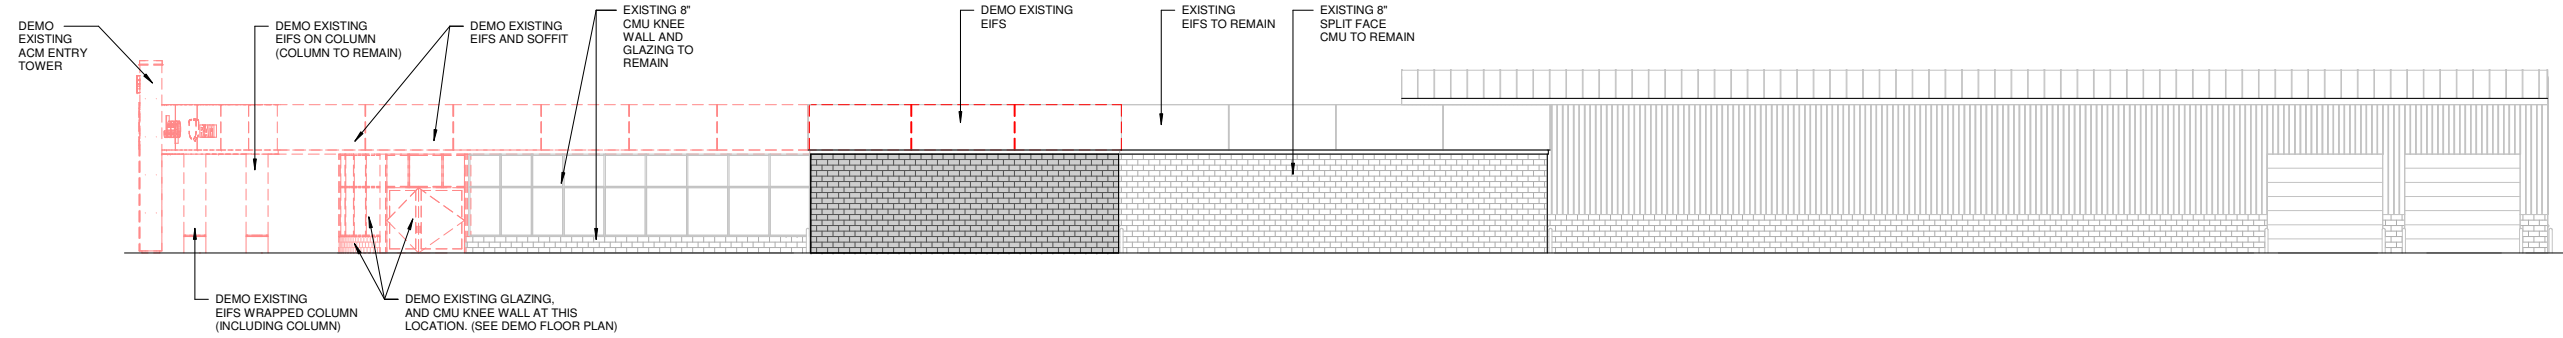 DEMO
EXISTING
ACM ENTRY
TOWER
DEMO EXISTING
EIFS ON COLUMN
(COLUMN TO REMAIN)
DEMO EXISTING
EIFS AND SOFFIT
EXISTING 8"
CMU KNEE
WALL AND
GLAZING TO
REMAIN
DEMO EXISTING
EIFS
EXISTING
EIFS TO REMAIN
EXISTING 8"
SPLIT FACE
CMU TO REMAIN
DEMO EXISTING
EIFS WRAPPED COLUMN
(INCLUDING COLUMN)
DEMO EXISTING GLAZING,
AND CMU KNEE WALL AT THIS
LOCATION. (SEE DEMO FLOOR PLAN)